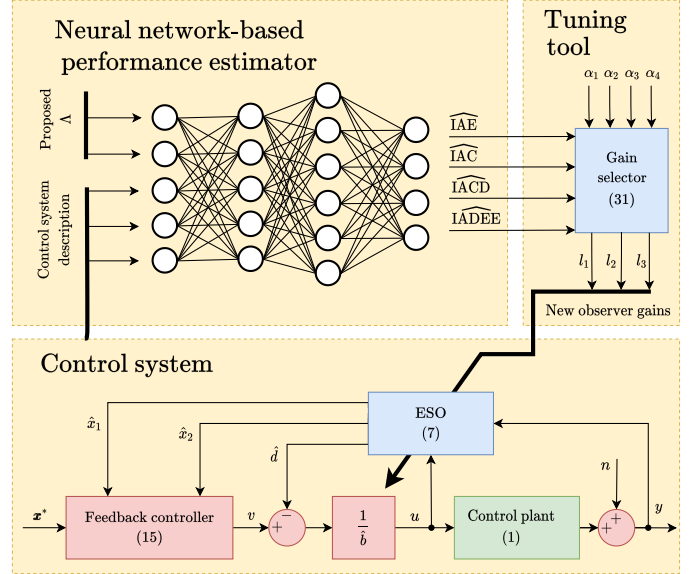 Neural network-based
performance estimator
Proposed
Λ
Control system
description
IAE^
IAC^
IACD^
IADEE^
Tuning
tool
α₁ α₂ α₃ α₄
Gain
selector
(31)
l₁ l₂ l₃
New observer gains
Control system
ESO
(7)
x̂₁
x̂₂
d̂
n
x*
Feedback controller
(15)
v
+
−
1
b̂
u
Control plant
(1)
+
+
y